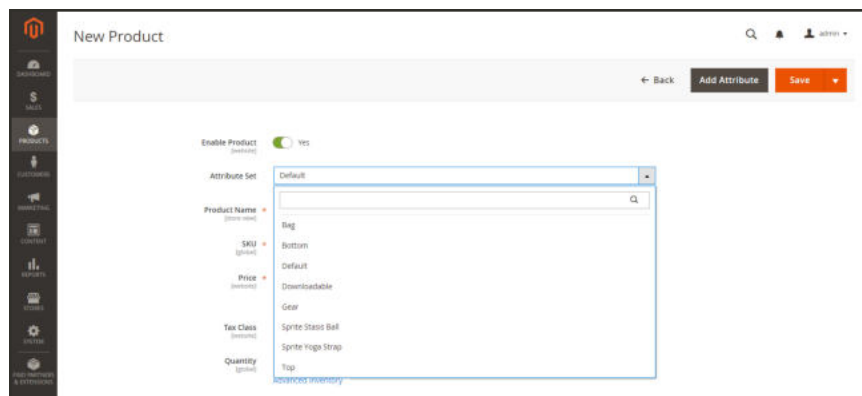 New Product
admin
DASHBOARD
← Back
Add Attribute
Save
$
SALES
PRODUCTS
Enable Product
[website]
Yes
CUSTOMERS
Attribute Set
Default
MARKETING
Product Name *
[store view]
Bag
CONTENT
SKU *
[global]
Bottom
Default
REPORTS
Price *
[website]
Downloadable
STORES
Gear
Tax Class
[website]
Sprite Stasis Ball
SYSTEM
Sprite Yoga Strap
Quantity
[global]
Top
FIND PARTNERS
& EXTENSIONS
Advanced Inventory